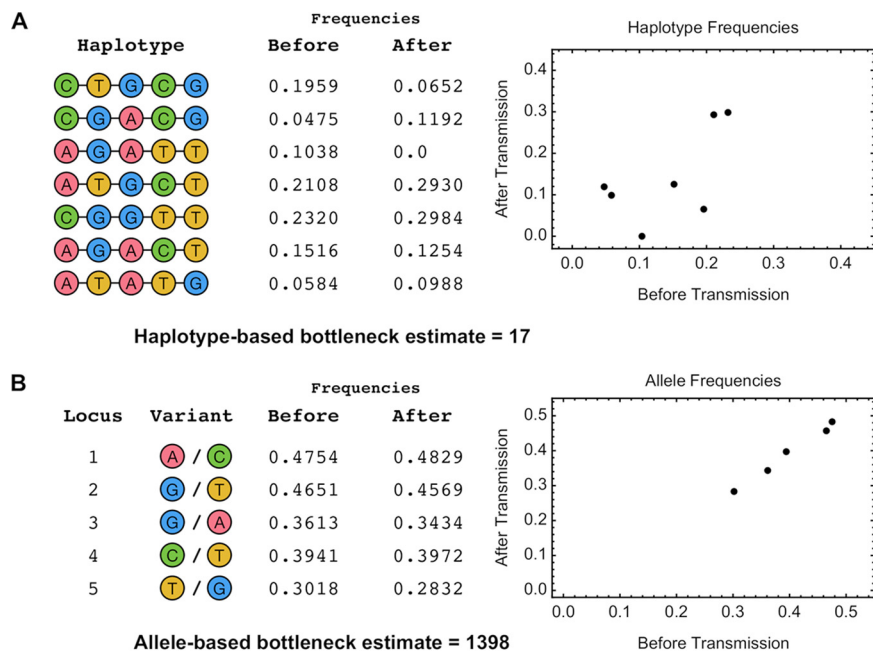 A
Frequencies
Haplotype Before After
C T G C G 0.1959 0.0652
C G A C G 0.0475 0.1192
A G A T T 0.1038 0.0
A T G C T 0.2108 0.2930
C G G T T 0.2320 0.2984
A G A C T 0.1516 0.1254
A T A T G 0.0584 0.0988
Haplotype-based bottleneck estimate = 17
Haplotype Frequencies
After Transmission
0.4
0.3
0.2
0.1
0.0
0.0 0.1 0.2 0.3 0.4
Before Transmission
B
Frequencies
Locus Variant Before After
1 A / C 0.4754 0.4829
2 G / T 0.4651 0.4569
3 G / A 0.3613 0.3434
4 C / T 0.3941 0.3972
5 T / G 0.3018 0.2832
Allele-based bottleneck estimate = 1398
Allele Frequencies
After Transmission
0.5
0.4
0.3
0.2
0.1
0.0
0.0 0.1 0.2 0.3 0.4 0.5
Before Transmission